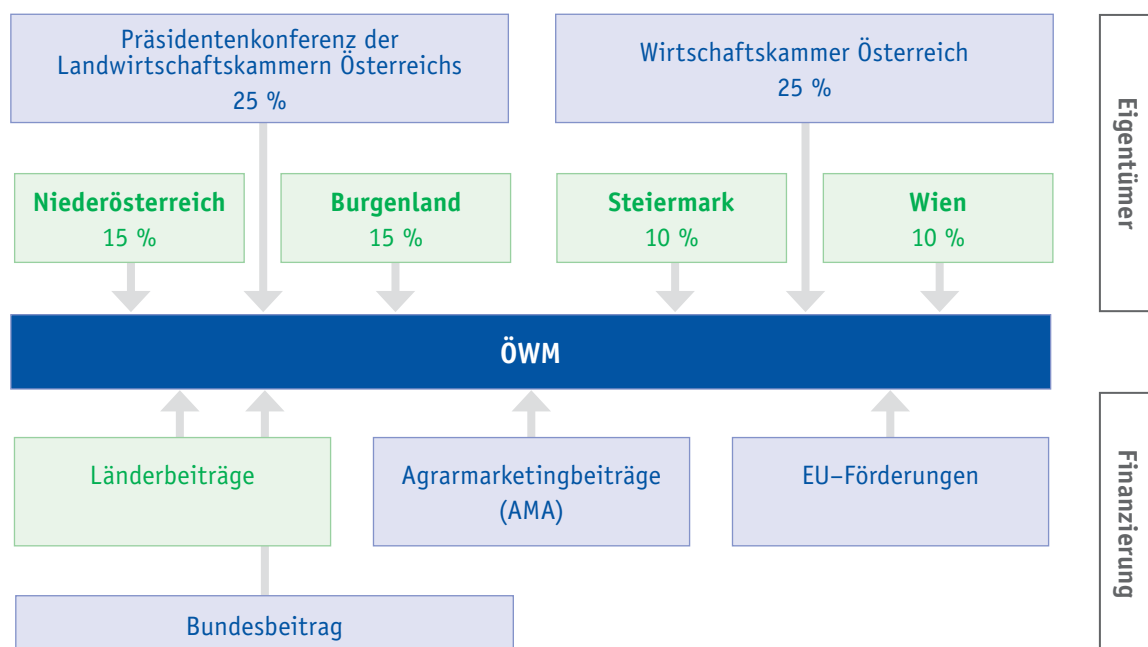 Präsidentenkonferenz der
Landwirtschaftskammern Österreichs
25 %
Wirtschaftskammer Österreich
25 %
Eigentümer
Niederösterreich
15 %
Burgenland
15 %
Steiermark
10 %
Wien
10 %
ÖWM
Länderbeiträge
Agrarmarketingbeiträge
(AMA)
EU–Förderungen
Finanzierung
Bundesbeitrag